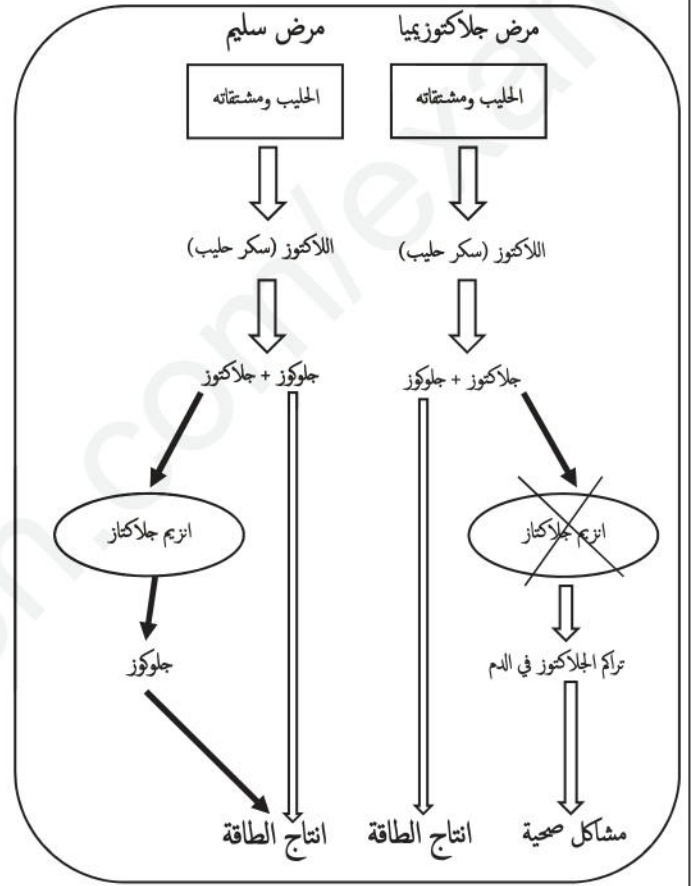 مرض جلاكتوزيميا
مرض سليم
الحليب ومشتقاته
الحليب ومشتقاته
اللاكتوز (سكر حليب)
اللاكتوز (سكر حليب)
جلاكتوز + جلوكوز
جلوكوز + جلاكتوز
انزيم جلاكتاز
انزيم جلاكتاز
تراكم الجلاكتوز في الدم
جلوكوز
مشاكل صحية
انتاج الطاقة
انتاج الطاقة